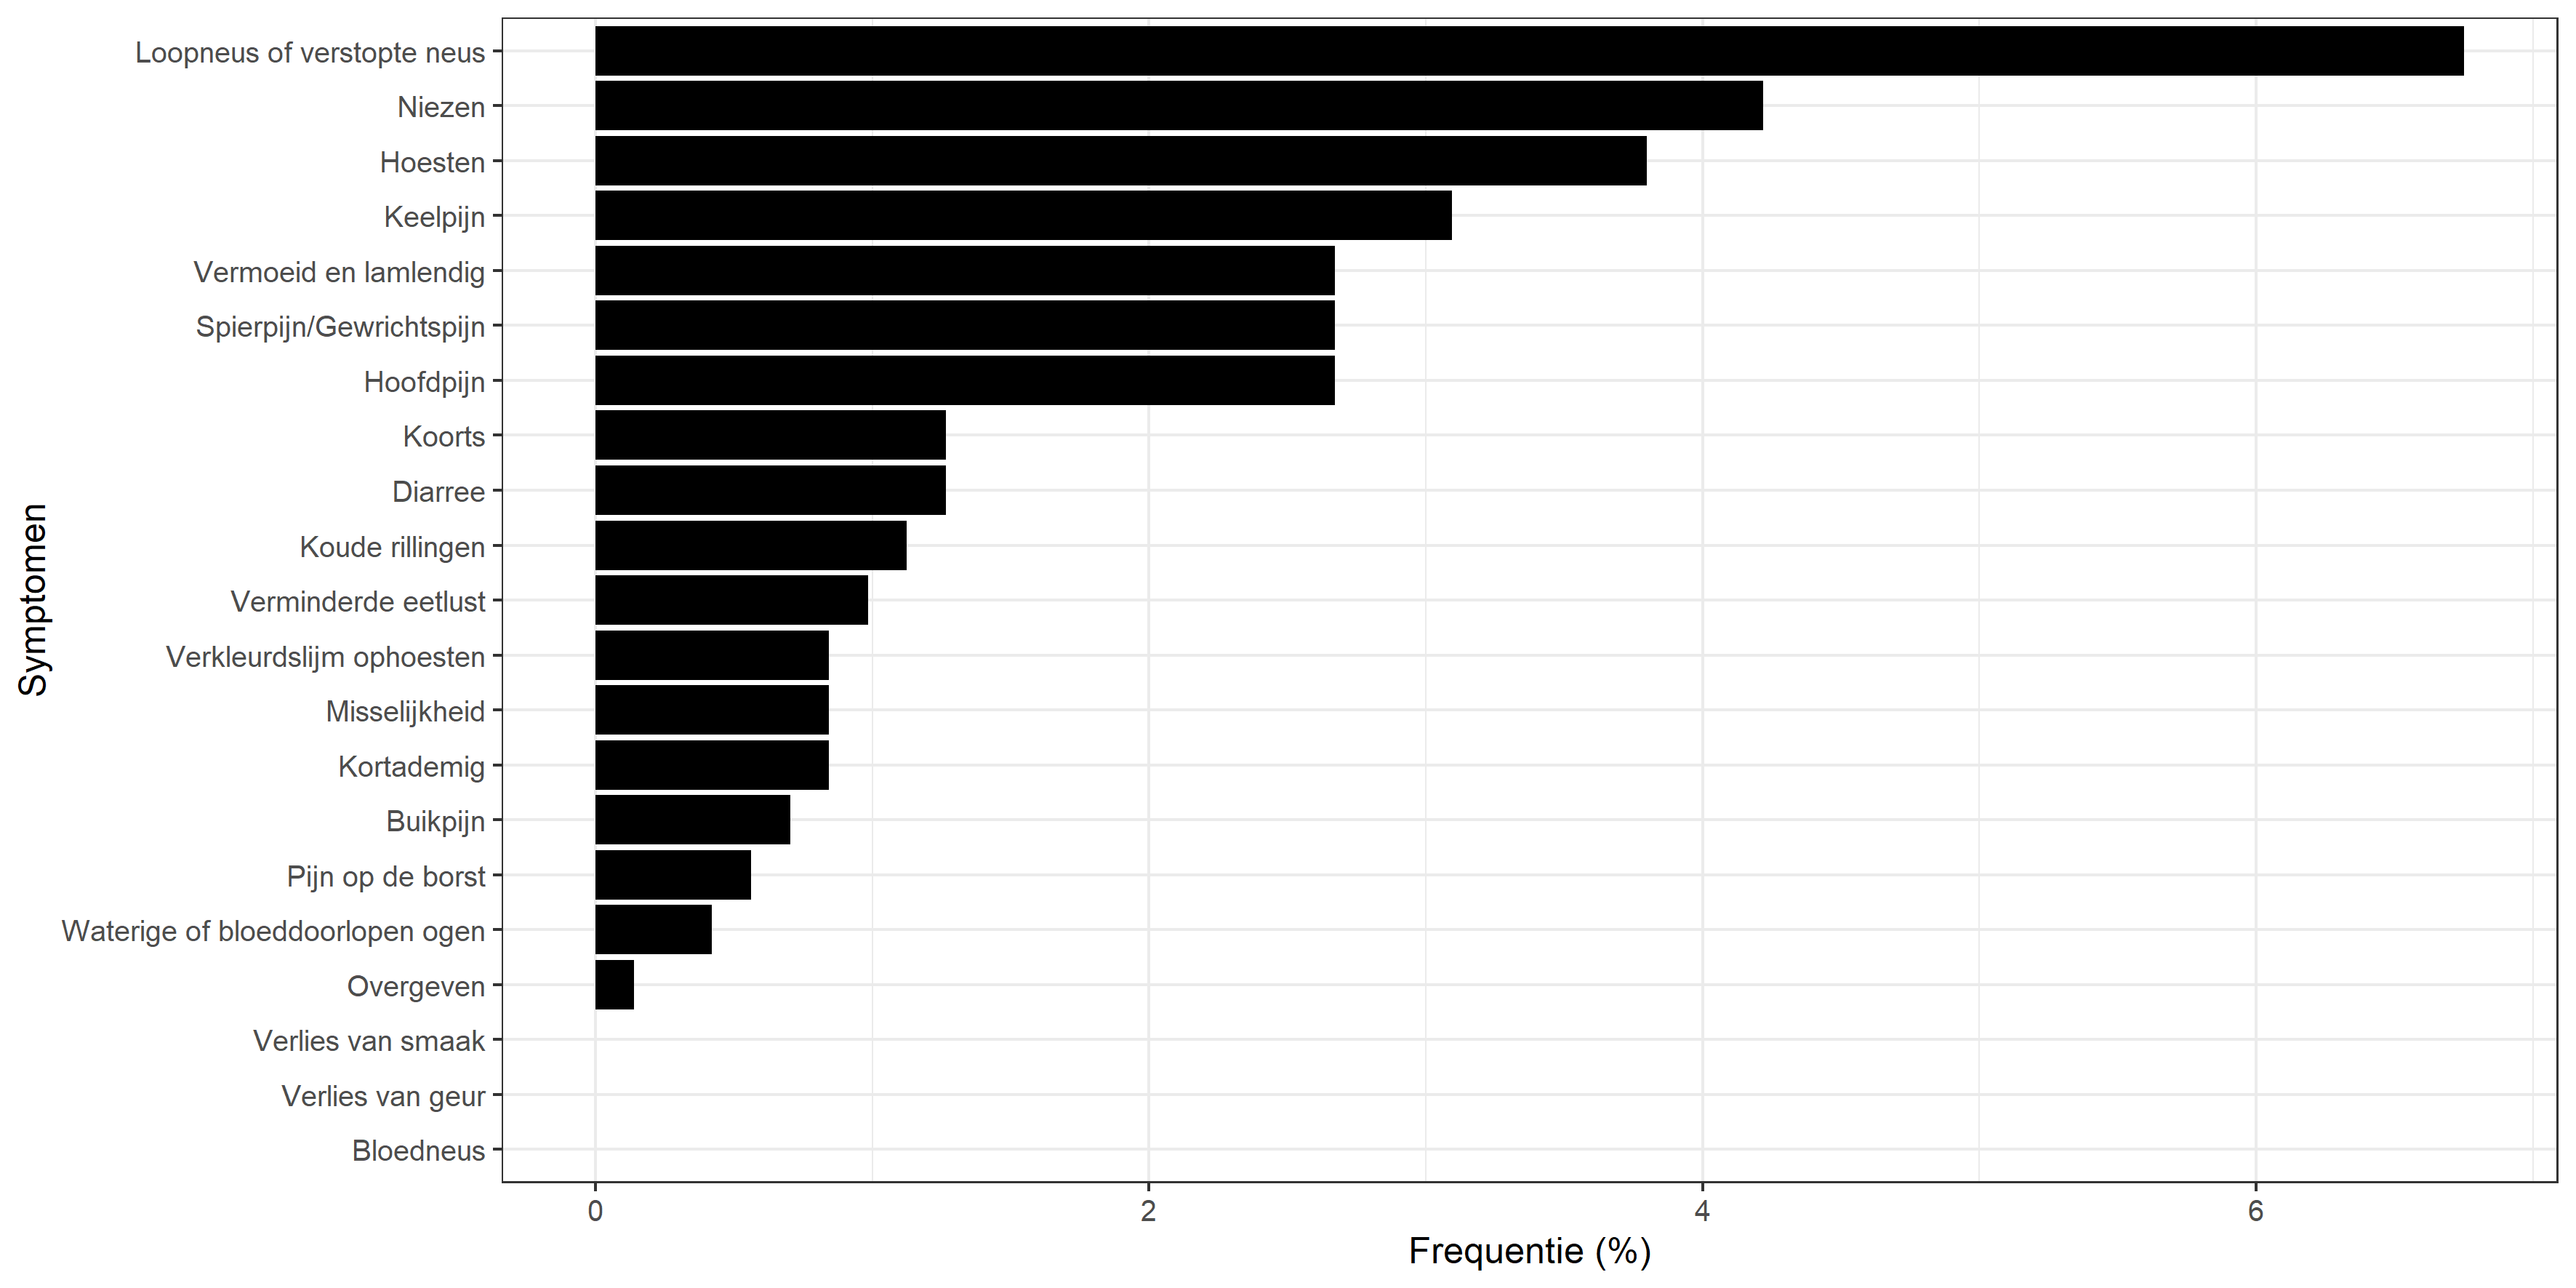 Loopneus of verstopte neus
Niezen
Hoesten
Keelpijn
Vermoeid en lamlendig
Spierpijn/Gewrichtspijn
Hoofdpijn
Koorts
Diarree
Koude rillingen
Verminderde eetlust
Verkleurdslijm ophoesten
Misselijkheid
Kortademig
Buikpijn
Pijn op de borst
Waterige of bloeddoorlopen ogen
Overgeven
Verlies van smaak
Verlies van geur
Bloedneus
Symptomen
0 2 4 6
Frequentie (%)